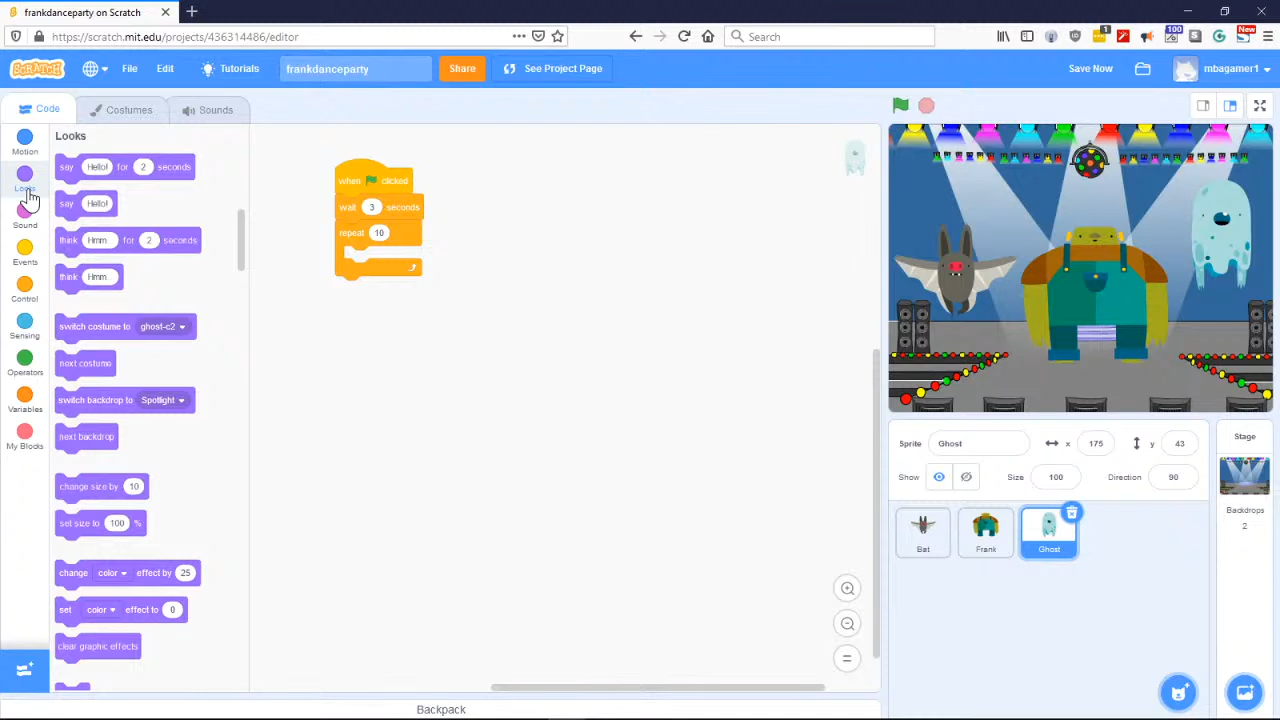 frankdanceparty on Scratch
https://scratch.mit.edu/projects/436314486/editor
Search
1
100
New
SCRATCH
File
Edit
Tutorials
frankdanceparty
Share
See Project Page
Save Now
mbagamer1
Code
Costumes
Sounds
Motion
Looks
Sound
Events
Control
Sensing
Operators
Variables
My Blocks
Looks
say Hello! for 2 seconds
say Hello!
think Hmm for 2 seconds
think Hmm
switch costume to ghost-c2
next costume
switch backdrop to Spotlight
next backdrop
change size by 10
set size to 100 %
change color effect by 25
set color effect to 0
clear graphic effects
when clicked
wait 3 seconds
repeat 10
Sprite
Ghost
x
175
y
43
Show
Size
100
Direction
90
Bat
Frank
Ghost
Stage
Backdrops
2
Backpack